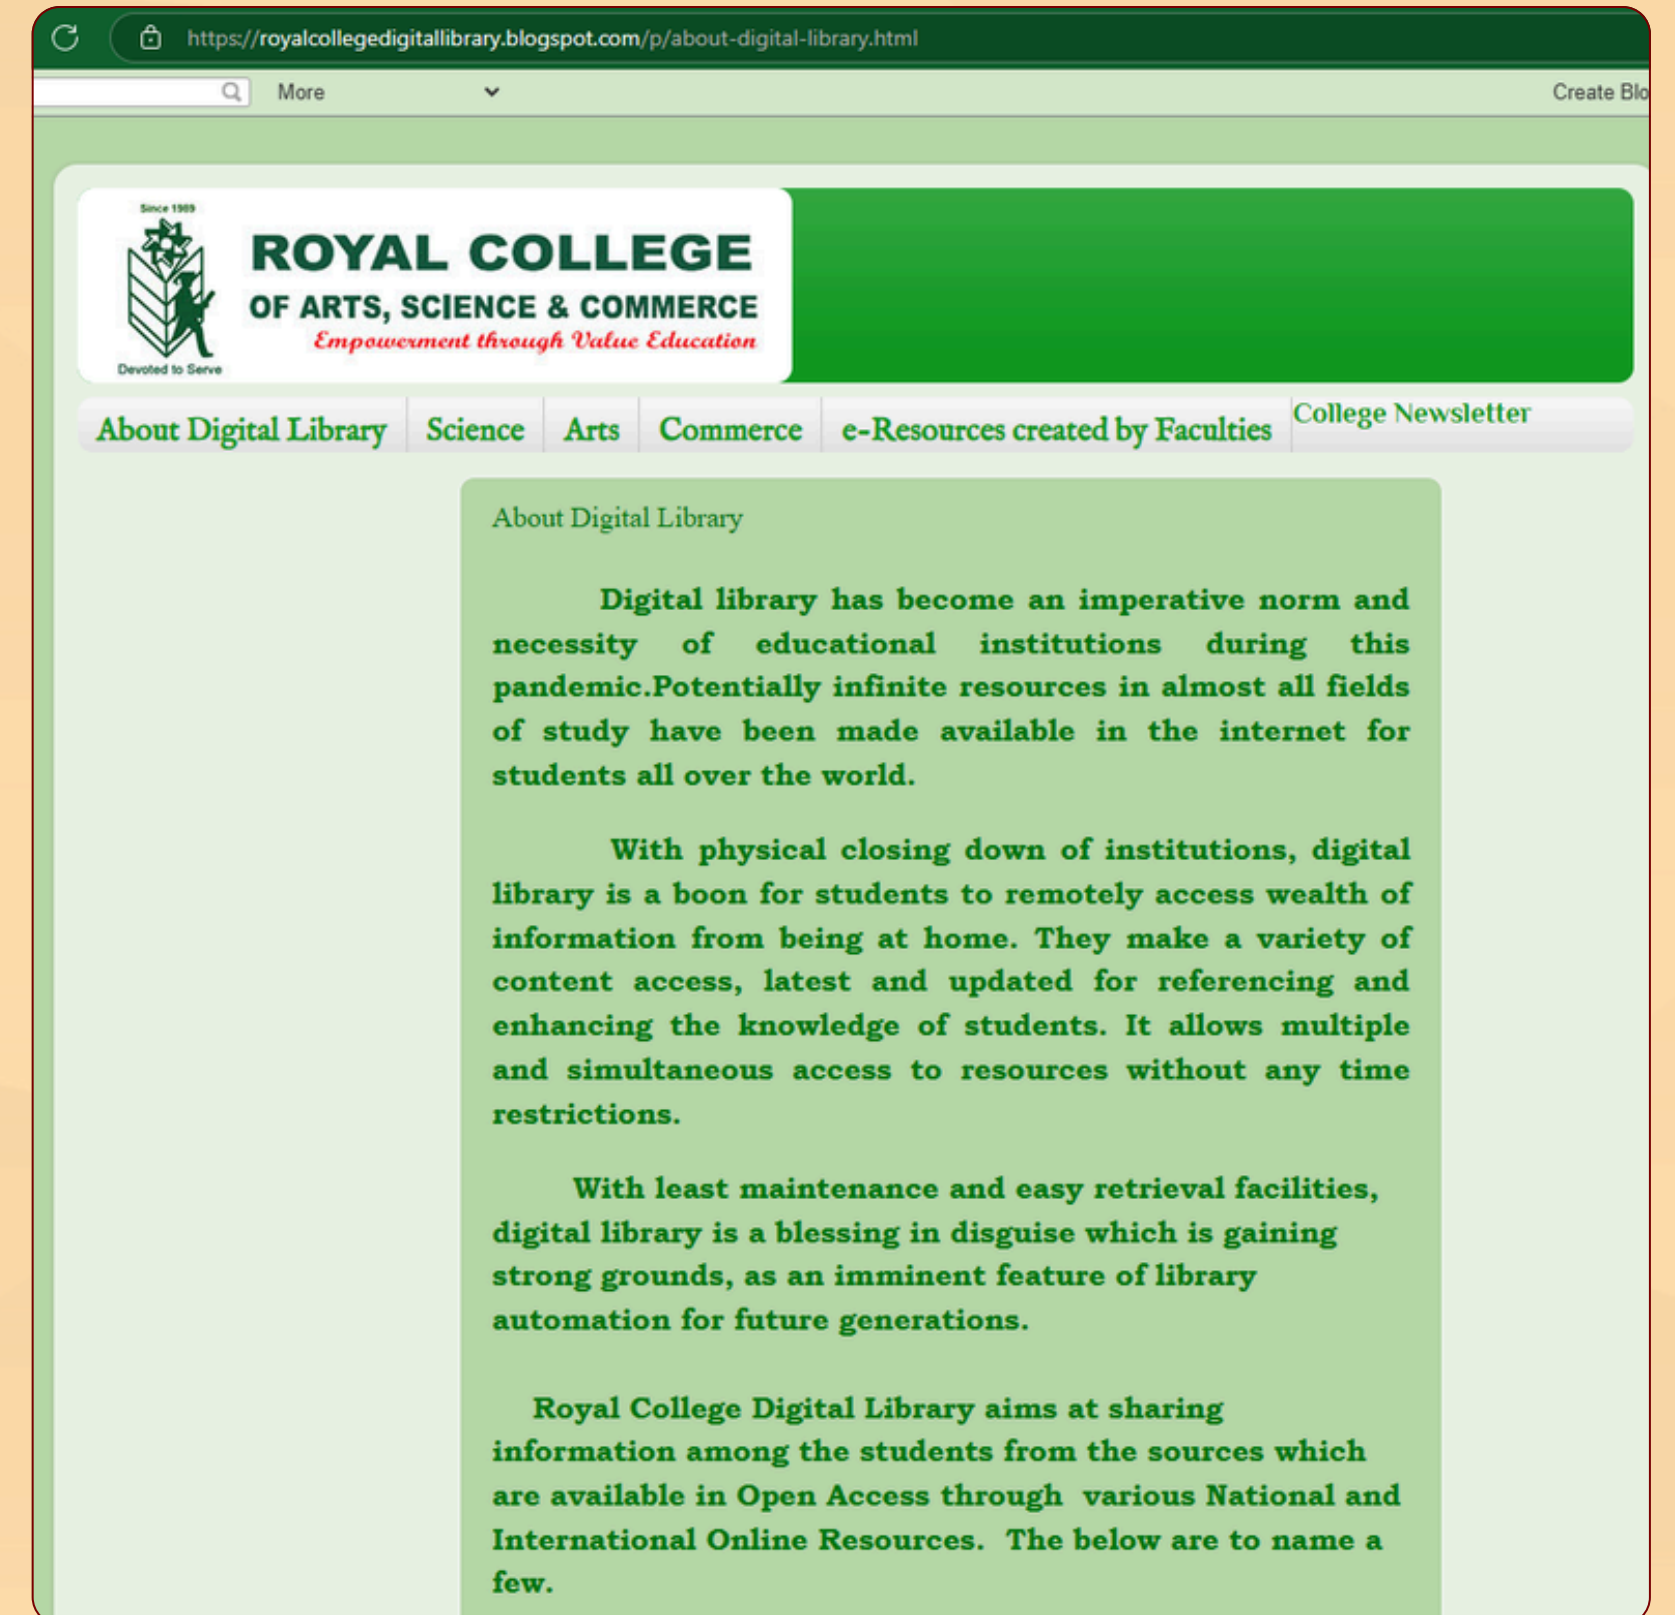 https://royalcollegedigitallibrary.blogspot.com/p/about-digital-library.html
More
Create Blo
Since 1989
ROYAL COLLEGE
OF ARTS, SCIENCE & COMMERCE
Empowerment through Value Education
Devoted to Serve
About Digital Library Science Arts Commerce e-Resources created by Faculties College Newsletter
About Digital Library
Digital library has become an imperative norm and
necessity of educational institutions during this
pandemic.Potentially infinite resources in almost all fields
of study have been made available in the internet for
students all over the world.
With physical closing down of institutions, digital
library is a boon for students to remotely access wealth of
information from being at home. They make a variety of
content access, latest and updated for referencing and
enhancing the knowledge of students. It allows multiple
and simultaneous access to resources without any time
restrictions.
With least maintenance and easy retrieval facilities,
digital library is a blessing in disguise which is gaining
strong grounds, as an imminent feature of library
automation for future generations.
Royal College Digital Library aims at sharing
information among the students from the sources which
are available in Open Access through various National and
International Online Resources. The below are to name a
few.